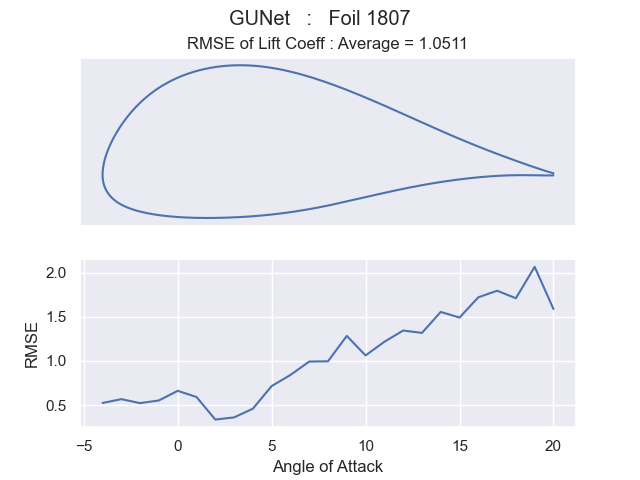 GUNet   :   Foil 1807
RMSE of Lift Coeff : Average = 1.0511
2.0
1.5
1.0
0.5
RMSE
−5 0 5 10 15 20
Angle of Attack